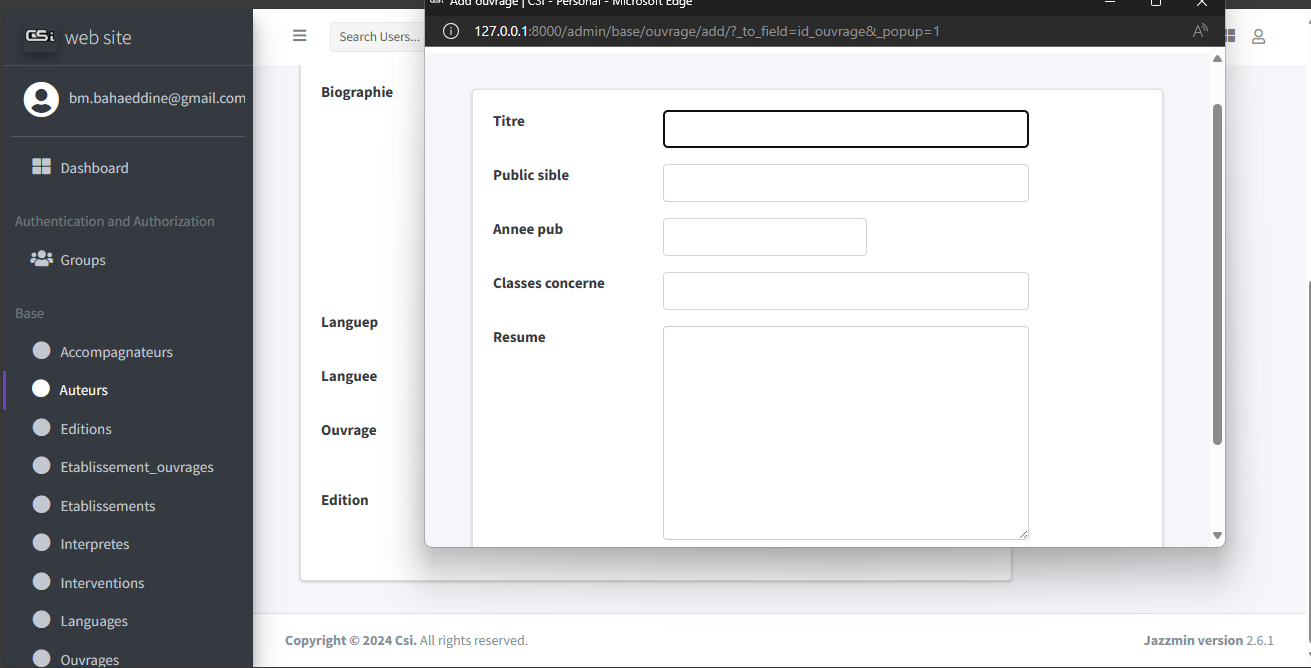 Add ouvrage | CSI - Personal - Microsoft Edge
127.0.0.1:8000/admin/base/ouvrage/add/?_to_field=id_ouvrage&_popup=1
CSi web site
Search Users...
bm.bahaeddine@gmail.com
Dashboard
Authentication and Authorization
Groups
Base
Accompagnateurs
Auteurs
Editions
Etablissement_ouvrages
Etablissements
Interpretes
Interventions
Languages
Ouvrages
Biographie
Languep
Languee
Ouvrage
Edition
Titre
Public sible
Annee pub
Classes concerne
Resume
Copyright © 2024 Csi. All rights reserved.
Jazzmin version 2.6.1